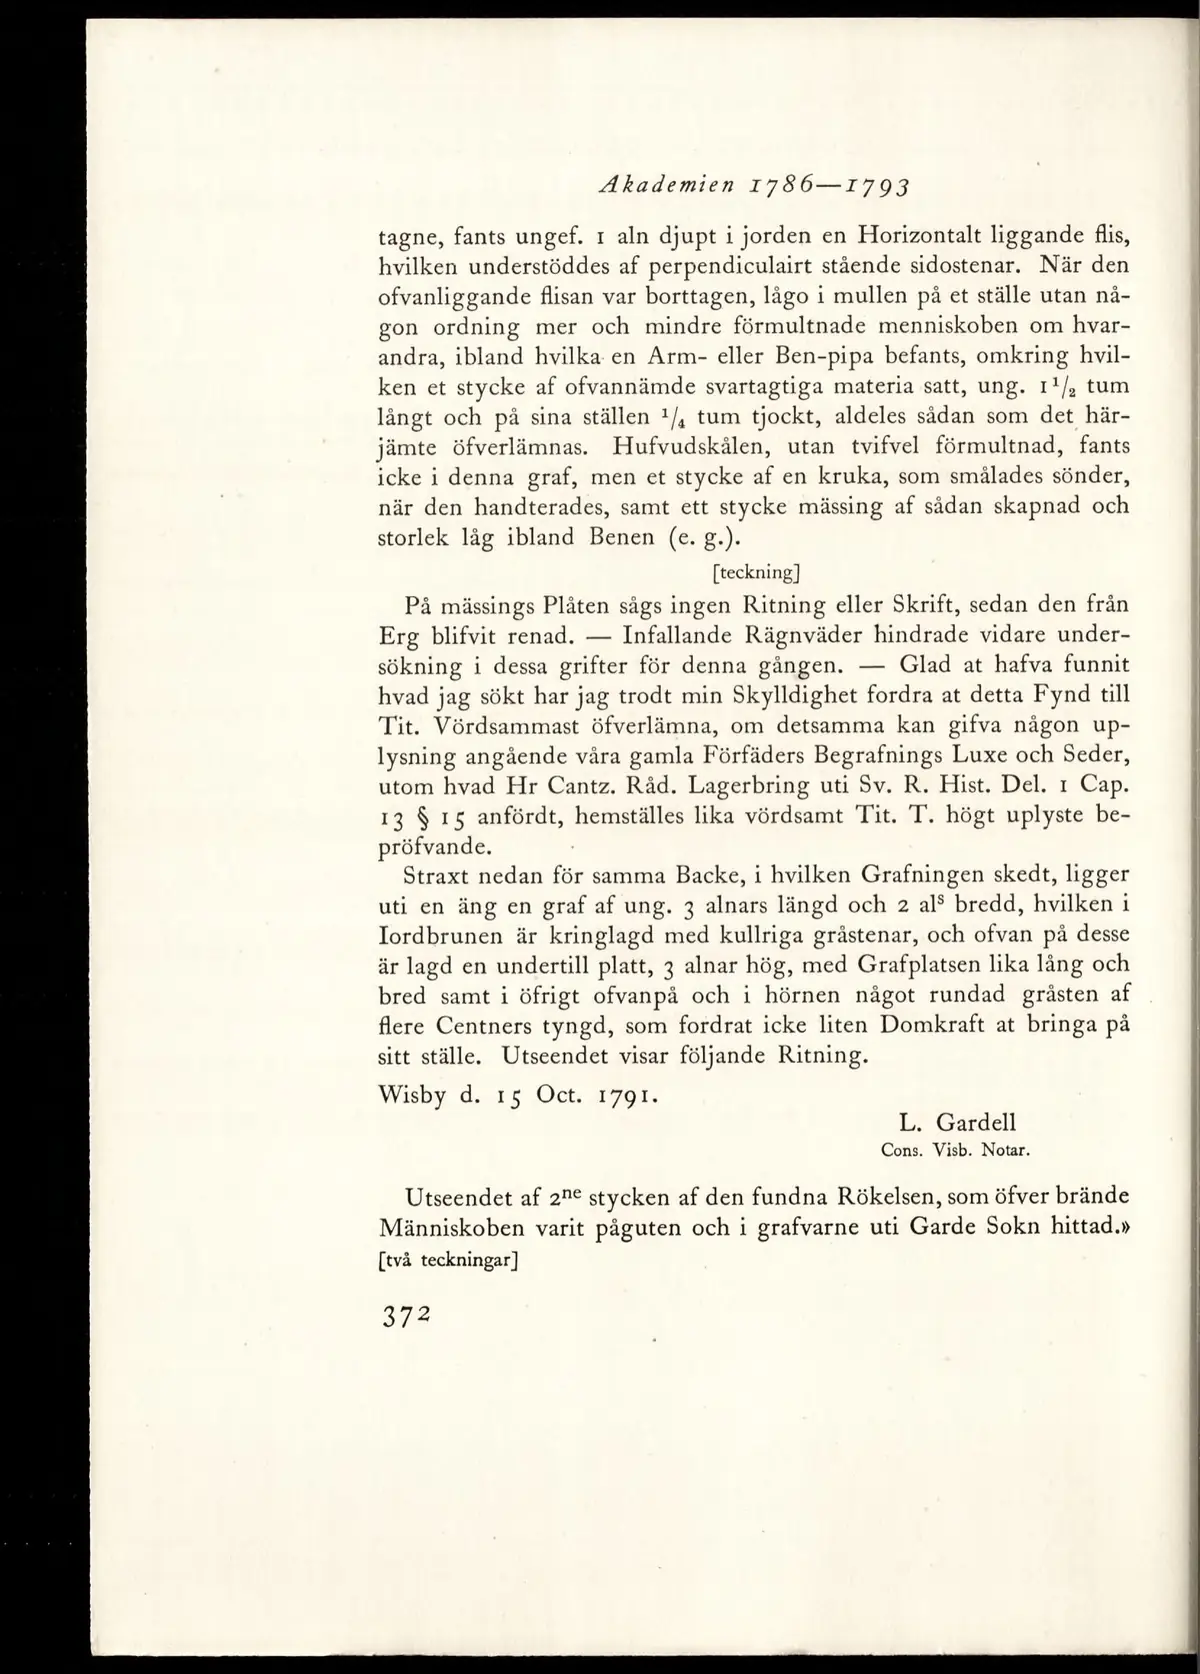 Akademien 1786—1793
tagne, fants ungef. 1 aln djupt i jorden en Horizontalt liggande flis,
hvilken understöddes af perpendiculairt stående sidostenar. När den
ofvanliggande flisan var borttagen, lågo i mullen på et ställe utan nå-
gon ordning mer och mindre förmultnade menniskoben om hvar-
andra, ibland hvilka en Arm- eller Ben-pipa befants, omkring hvil-
ken et stycke af ofvannämde svartagtiga materia satt, ung. 1 1/2 tum
långt och på sina ställen 1/4 tum tjockt, aldeles sådan som det här-
jämte öfverlämnas. Hufvudskålen, utan tvifvel förmultnad, fants
icke i denna graf, men et stycke af en kruka, som smålades sönder,
när den handterades, samt ett stycke mässing af sådan skapnad och
storlek låg ibland Benen (e. g.).
[teckning]
På mässings Plåten sågs ingen Ritning eller Skrift, sedan den från
Erg blifvit renad. — Infallande Rägnväder hindrade vidare under-
sökning i dessa grifter för denna gången. — Glad at hafva funnit
hvad jag sökt har jag trodt min Skylldighet fordra at detta Fynd till
Tit. Vördsammast öfverlämna, om detsamma kan gifva någon up-
lysning angående våra gamla Förfäders Begrafnings Luxe och Seder,
utom hvad Hr Cantz. Råd. Lagerbring uti Sv. R. Hist. Del. 1 Cap.
13 § 15 anfördt, hemställes lika vördsamt Tit. T. högt uplyste be-
pröfvande.
Straxt nedan för samma Backe, i hvilken Grafningen skedt, ligger
uti en äng en graf af ung. 3 alnars längd och 2 alˢ bredd, hvilken i
Iordbrunen är kringlagd med kullriga gråstenar, och ofvan på desse
är lagd en undertill platt, 3 alnar hög, med Grafplatsen lika lång och
bred samt i öfrigt ofvanpå och i hörnen något rundad gråsten af
flere Centners tyngd, som fordrat icke liten Domkraft at bringa på
sitt ställe. Utseendet visar följande Ritning.
Wisby d. 15 Oct. 1791.
L. Gardell
Cons. Visb. Notar.
Utseendet af 2ⁿᵉ stycken af den fundna Rökelsen, som öfver brände
Människoben varit påguten och i grafvarne uti Garde Sokn hittad.»
[två teckningar]
372